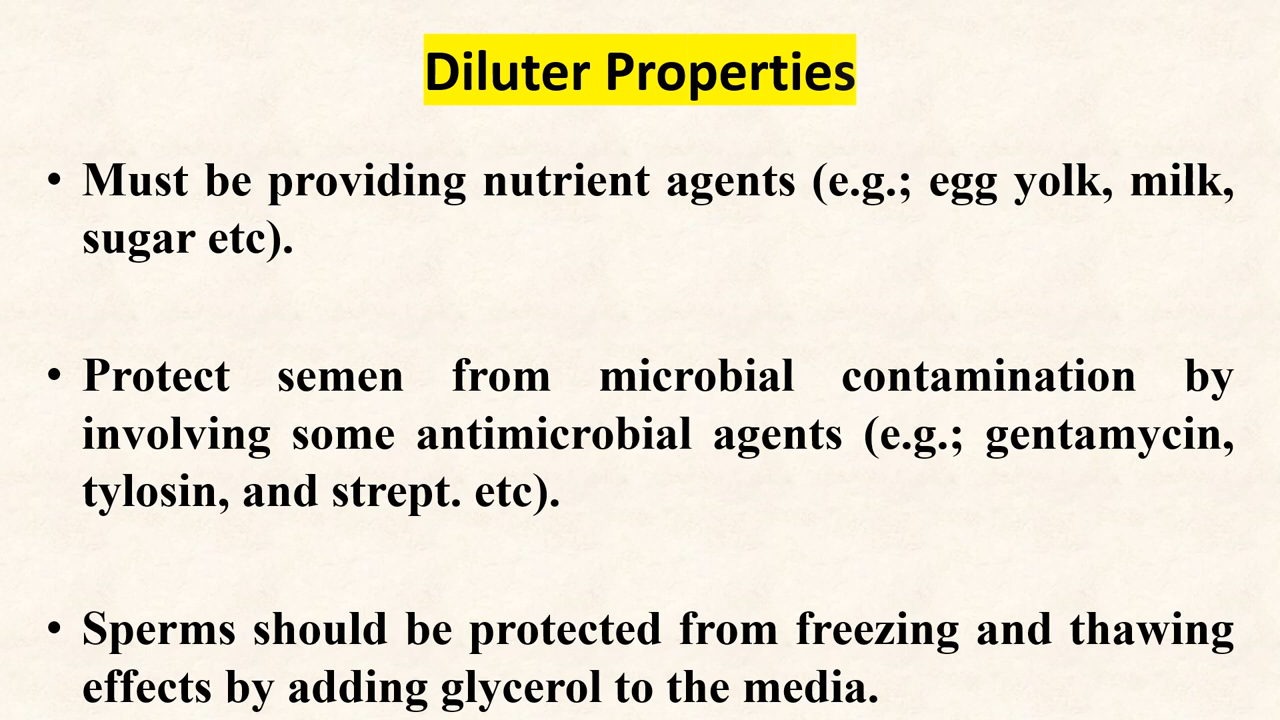 Diluter Properties
• Must be providing nutrient agents (e.g.; egg yolk, milk,
sugar etc).
• Protect semen from microbial contamination by
involving some antimicrobial agents (e.g.; gentamycin,
tylosin, and strept. etc).
• Sperms should be protected from freezing and thawing
effects by adding glycerol to the media.